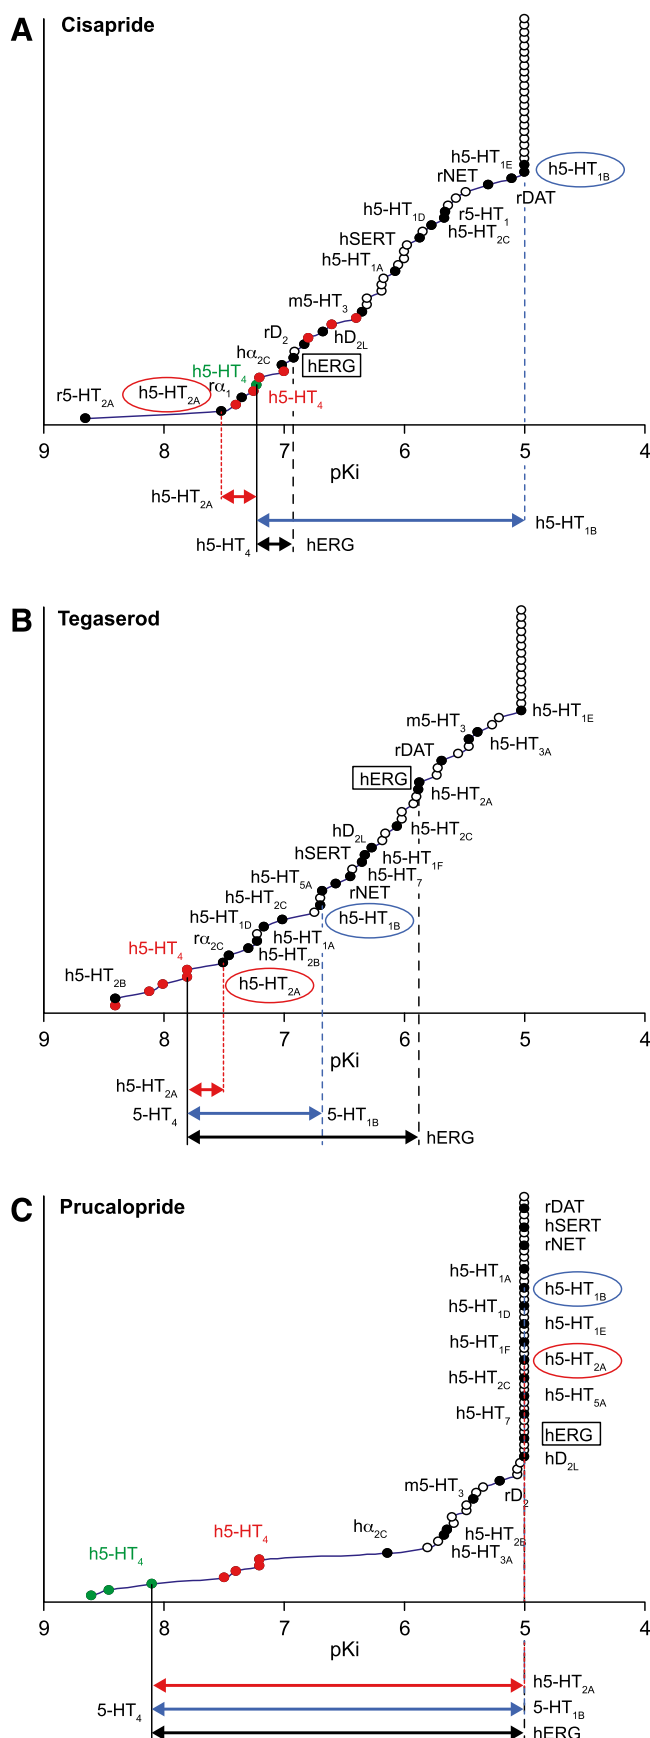 A Cisapride
h5-HT1E
h5-HT1B
rNET
rDAT
h5-HT1D
r5-HT1
h5-HT2C
hSERT
h5-HT1A
m5-HT3
rD2
hD2L
hα2C
hERG
h5-HT4
rα1
h5-HT2A
h5-HT4
r5-HT2A
9 8 7 6 5 4
pKi
h5-HT2A
h5-HT1B
h5-HT4
hERG
B Tegaserod
h5-HT1E
m5-HT3
h5-HT3A
rDAT
hERG
h5-HT2A
hD2L
h5-HT2C
hSERT
h5-HT1F
h5-HT5A
h5-HT7
rNET
h5-HT2C
h5-HT1B
h5-HT1D
h5-HT1A
rα2C
h5-HT2B
h5-HT4
h5-HT2B
h5-HT2A
9 8 7 6 5 4
pKi
h5-HT2A
5-HT4
5-HT1B
hERG
C Prucalopride
rDAT
hSERT
rNET
h5-HT1A
h5-HT1B
h5-HT1D
h5-HT1E
h5-HT1F
h5-HT2A
h5-HT2C
h5-HT5A
h5-HT7
hERG
hD2L
m5-HT3
rD2
h5-HT4
hα2C
h5-HT2B
h5-HT4
h5-HT3A
9 8 7 6 5 4
pKi
h5-HT2A
5-HT4
5-HT1B
hERG